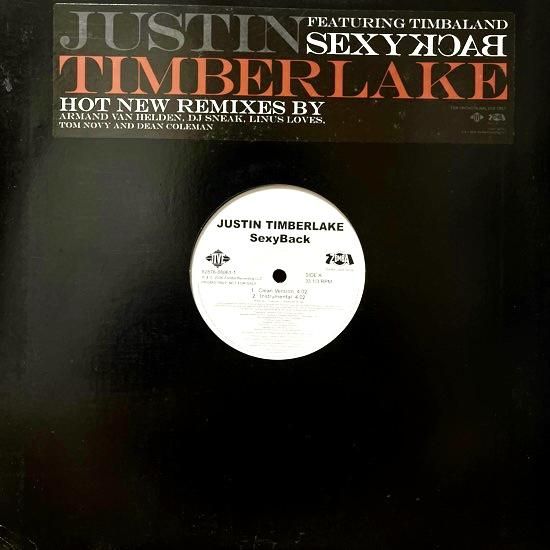 JUSTIN
FEATURING TIMBALAND
SEXYBACK
TIMBERLAKE
HOT NEW REMIXES BY
ARMAND VAN HELDEN, DJ SNEAK, LINUS LOVES,
TOM NOVY AND DEAN COLEMAN
JUSTIN TIMBERLAKE
SexyBack
JIVE
ZOMBA
SIDE A
33 1/3 RPM
1. Clean Version 4:02
2. Instrumental 4:02